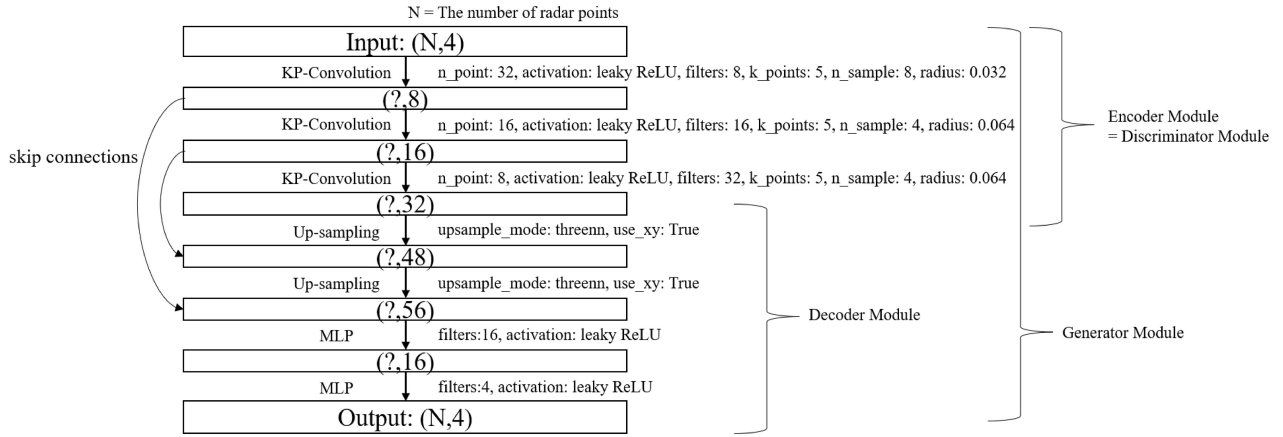 N = The number of radar points
Input: (N,4)
KP-Convolution n_point: 32, activation: leaky ReLU, filters: 8, k_points: 5, n_sample: 8, radius: 0.032
(?,8)
KP-Convolution n_point: 16, activation: leaky ReLU, filters: 16, k_points: 5, n_sample: 4, radius: 0.064
Encoder Module
= Discriminator Module
skip connections
(?,16)
KP-Convolution n_point: 8, activation: leaky ReLU, filters: 32, k_points: 5, n_sample: 4, radius: 0.064
(?,32)
Up-sampling upsample_mode: threenn, use_xy: True
(?,48)
Up-sampling upsample_mode: threenn, use_xy: True
(?,56)
Decoder Module
MLP filters:16, activation: leaky ReLU
Generator Module
(?,16)
MLP filters:4, activation: leaky ReLU
Output: (N,4)